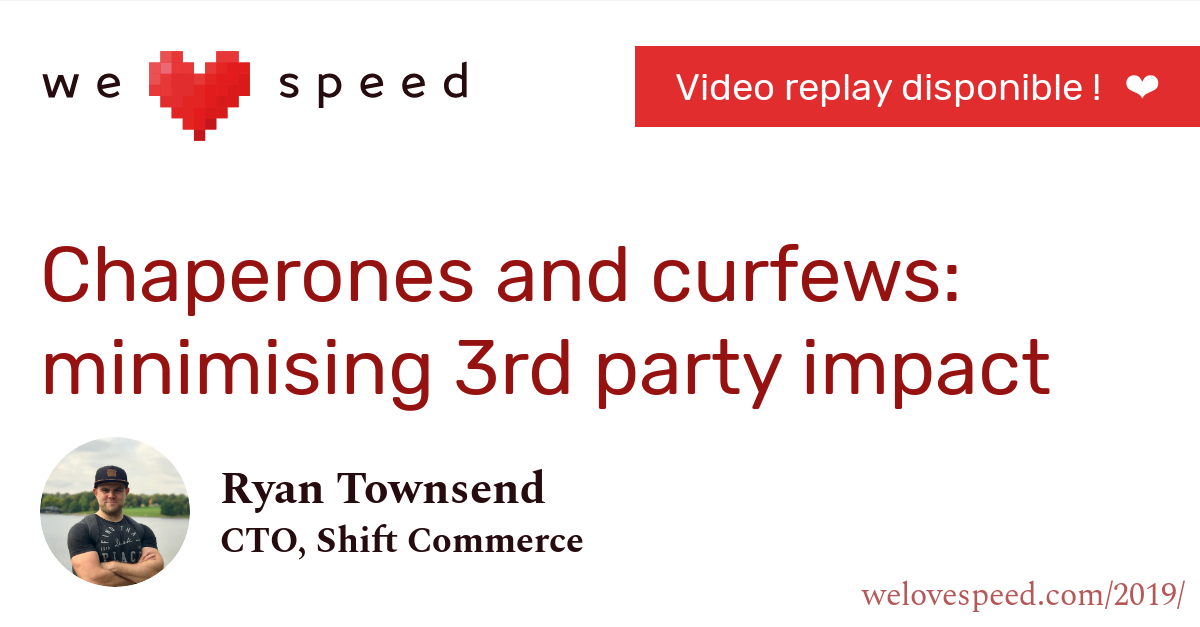 we ❤ speed
Video replay disponible ! ❤
Chaperones and curfews:
minimising 3rd party impact
Ryan Townsend
CTO, Shift Commerce
welovespeed.com/2019/